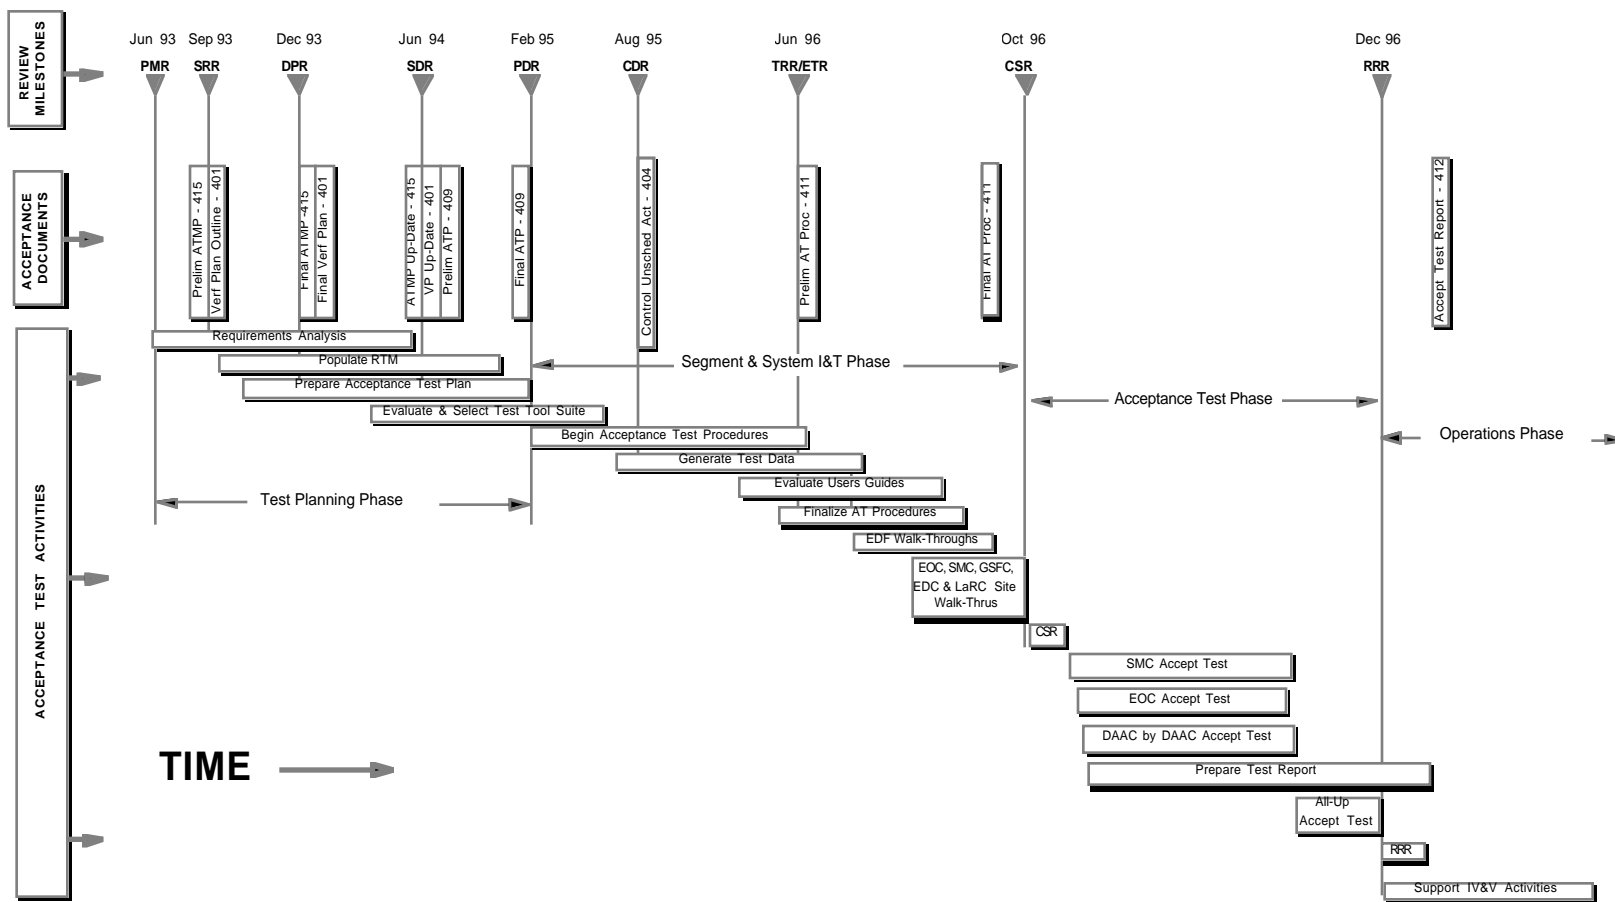 REVIEW
MILESTONES
Jun 93
Sep 93
Dec 93
Jun 94
Feb 95
Aug 95
Jun 96
Oct 96
Dec 96
PMR
SRR
DPR
SDR
PDR
CDR
TRR/ETR
CSR
RRR
ACCEPTANCE
DOCUMENTS
Prelim ATMP - 415
Verf Plan Outline - 401
Final ATMP -415
Final Verf Plan - 401
ATMP Up-Date - 415
VP Up-Date - 401
Prelim ATP - 409
Final ATP - 409
Control Unsched Act - 404
Prelim AT Proc - 411
Final AT Proc - 411
Accept Test Report - 412
ACCEPTANCE TEST ACTIVITIES
Requirements Analysis
Populate RTM
Segment & System I&T Phase
Prepare Acceptance Test Plan
Acceptance Test Phase
Evaluate & Select Test Tool Suite
Begin Acceptance Test Procedures
Operations Phase
Generate Test Data
Evaluate Users Guides
Test Planning Phase
Finalize AT Procedures
EDF Walk-Throughs
EOC, SMC, GSFC,
EDC & LaRC Site
Walk-Thrus
CSR
SMC Accept Test
EOC Accept Test
DAAC by DAAC Accept Test
TIME
Prepare Test Report
All-Up
Accept Test
RRR
Support IV&V Activities